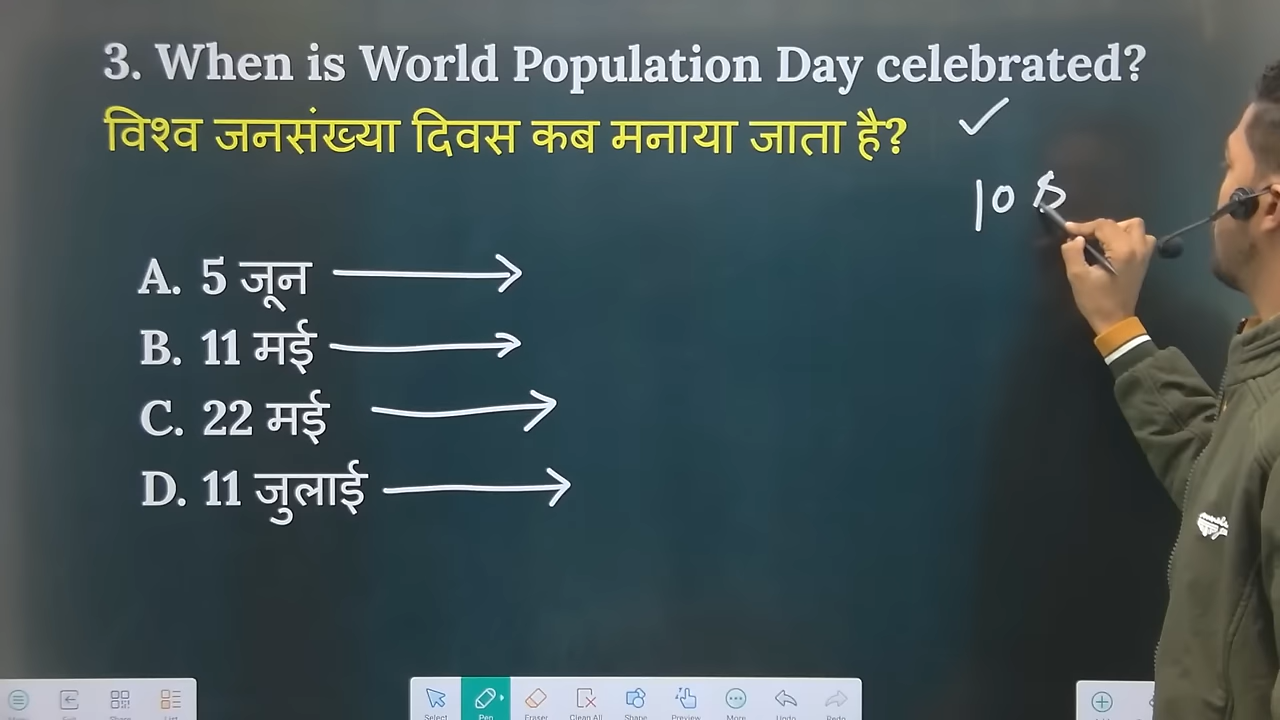 3. When is World Population Day celebrated?
विश्व जनसंख्या दिवस कब मनाया जाता है?
10
A. 5 जून
B. 11 मई
C. 22 मई
D. 11 जुलाई
Select Pen Eraser Clean All Shape Preview More Undo Redo